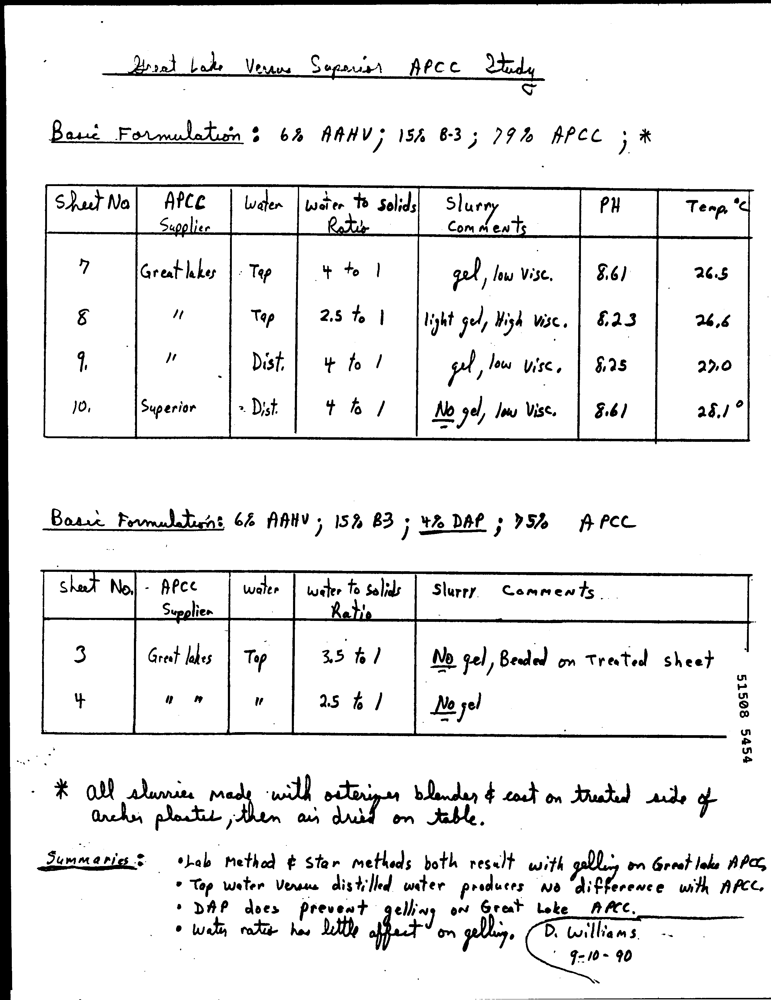 Great Lake Versus Superior APCC Study
Basic Formulation: 6% AAHV; 15% B-3; 79% APCC; *
Sheet No APCC Supplier Water Water to Solids Ratio Slurry Comments PH Temp. °C
7 Great lakes Tap 4 to 1 gel, low Visc. 8.61 26.5
8 " Tap 2.5 to 1 light gel, High Visc. 8.23 26.6
9. " Dist. 4 to 1 gel, low Visc. 8.25 27.0
10. Superior Dist. 4 to 1 No gel, low Visc. 8.61 28.1°
Basic Formulation: 6% AAHV; 15% B3; 4% DAP; 75% APCC
Sheet No. APCC Supplier water water to Solids Ratio Slurry Comments
3 Great lakes Tap 3.5 to 1 No gel, Beaded on Treated sheet
4 " " " 2.5 to 1 No gel
51508 5454
* all slurries made with osterizer blender & cast on treated side of
archer plastic, then air dried on table.
Summaries: • Lab Method & Star methods both result with gelling on Great lake APCC,
• Tap water Versus distilled water produces No difference with APCC.
• DAP does prevent gelling on Great Lake APCC.
• water ratio has little affect on gelling.
D. Williams
9-10-90